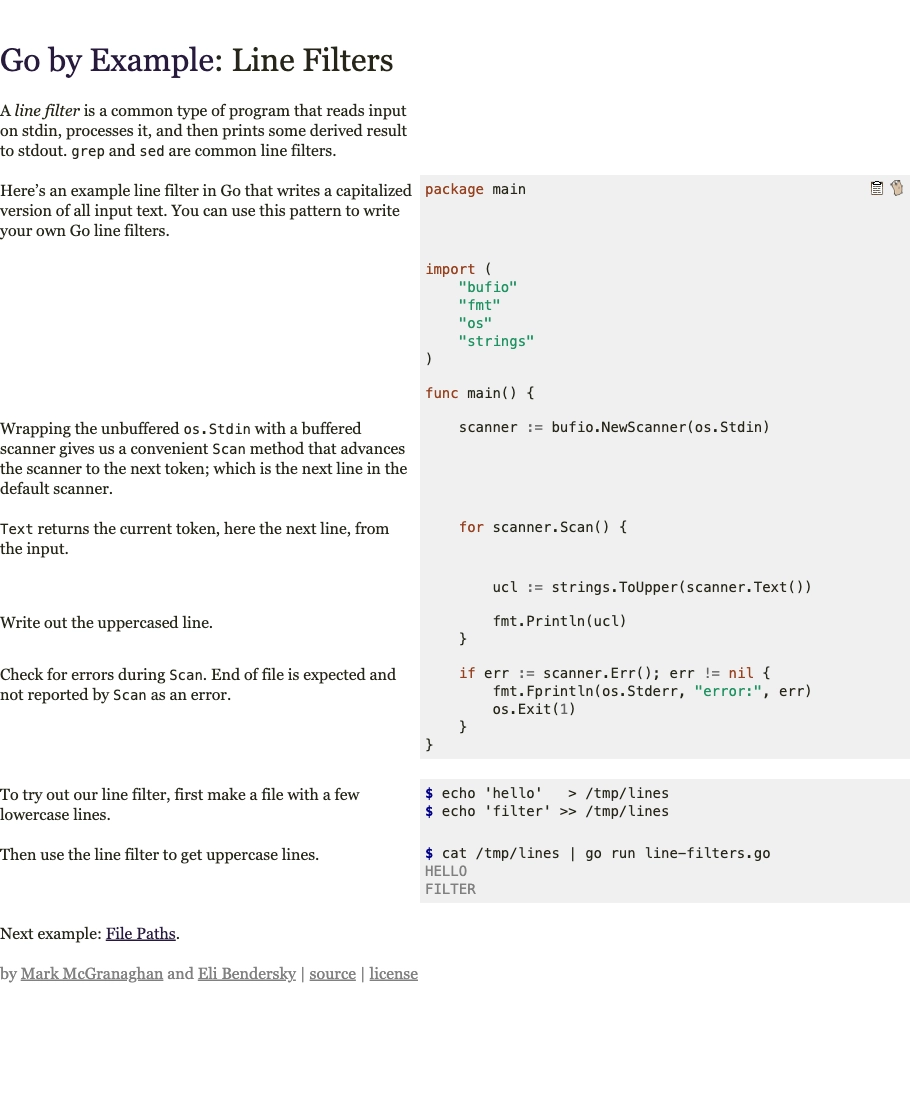 Go by Example: Line Filters
A line filter is a common type of program that reads input
on stdin, processes it, and then prints some derived result
to stdout. grep and sed are common line filters.
Here's an example line filter in Go that writes a capitalized
version of all input text. You can use this pattern to write
your own Go line filters.
package main
import (
    "bufio"
    "fmt"
    "os"
    "strings"
)
func main() {
Wrapping the unbuffered os.Stdin with a buffered
scanner gives us a convenient Scan method that advances
the scanner to the next token; which is the next line in the
default scanner.
    scanner := bufio.NewScanner(os.Stdin)
Text returns the current token, here the next line, from
the input.
    for scanner.Scan() {
        ucl := strings.ToUpper(scanner.Text())
Write out the uppercased line.
        fmt.Println(ucl)
    }
Check for errors during Scan. End of file is expected and
not reported by Scan as an error.
    if err := scanner.Err(); err != nil {
        fmt.Fprintln(os.Stderr, "error:", err)
        os.Exit(1)
    }
}
To try out our line filter, first make a file with a few
lowercase lines.
$ echo 'hello'   > /tmp/lines
$ echo 'filter' >> /tmp/lines
Then use the line filter to get uppercase lines.
$ cat /tmp/lines | go run line-filters.go
HELLO
FILTER
Next example: File Paths.
by Mark McGranaghan and Eli Bendersky | source | license